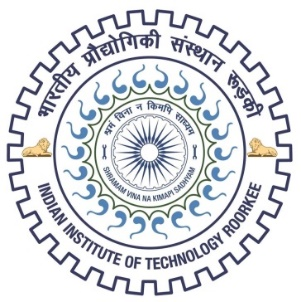 भारतीय प्रौद्योगिकी संस्थान रूड़की
श्रमं विना न किमपि साध्यम्
SHRAMAM VINA NA KIMAPI SADHYAM
INDIAN INSTITUTE OF TECHNOLOGY ROORKEE